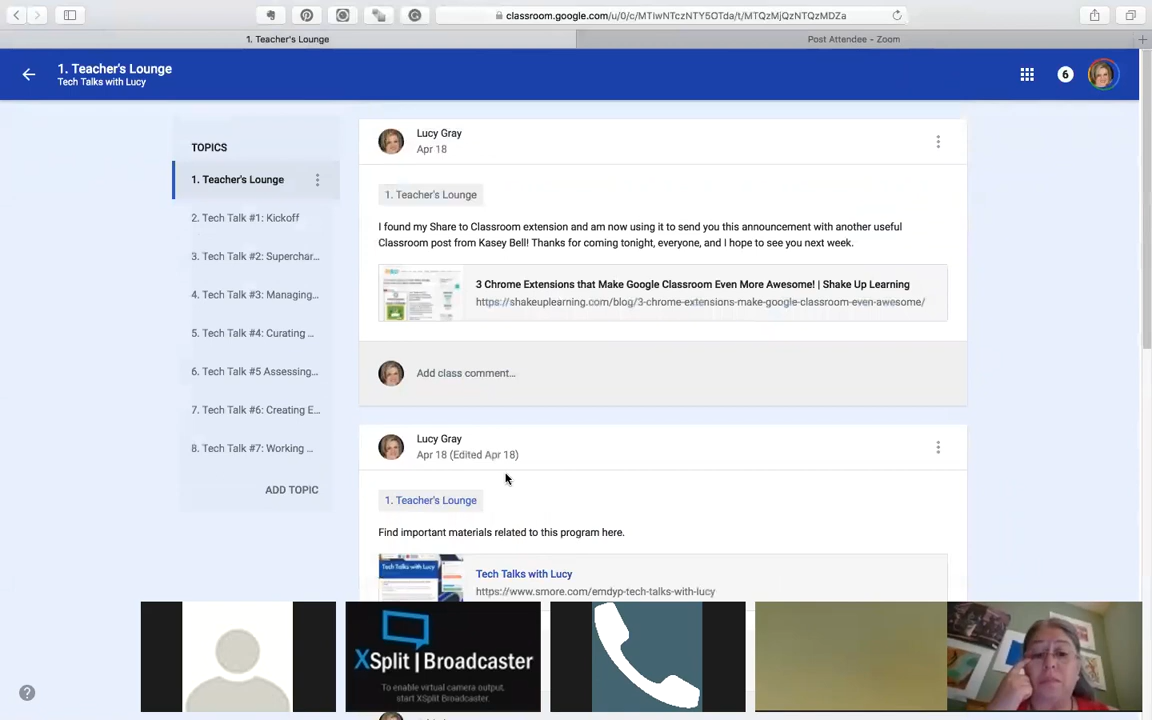 classroom.google.com/u/0/c/MTIwNTczNTY5OTda/t/MTQzMjQzNTQzMDZa
1. Teacher's Lounge
Post Attendee - Zoom
1. Teacher's Lounge
Tech Talks with Lucy
6
TOPICS
1. Teacher's Lounge
2. Tech Talk #1: Kickoff
3. Tech Talk #2: Superchar...
4. Tech Talk #3: Managing...
5. Tech Talk #4: Curating ...
6. Tech Talk #5 Assessing...
7. Tech Talk #6: Creating E...
8. Tech Talk #7: Working ...
ADD TOPIC
Lucy Gray
Apr 18
1. Teacher's Lounge
I found my Share to Classroom extension and am now using it to send you this announcement with another useful
Classroom post from Kasey Bell! Thanks for coming tonight, everyone, and I hope to see you next week.
3 Chrome Extensions that Make Google Classroom Even More Awesome! | Shake Up Learning
https://shakeuplearning.com/blog/3-chrome-extensions-make-google-classroom-even-awesome/
Add class comment...
Lucy Gray
Apr 18 (Edited Apr 18)
1. Teacher's Lounge
Find important materials related to this program here.
Tech Talks with Lucy
Tech Talks with Lucy
https://www.smore.com/erndyp-tech-talks-with-lucy
XSplit | Broadcaster
To enable virtual camera output,
start XSplit Broadcaster.